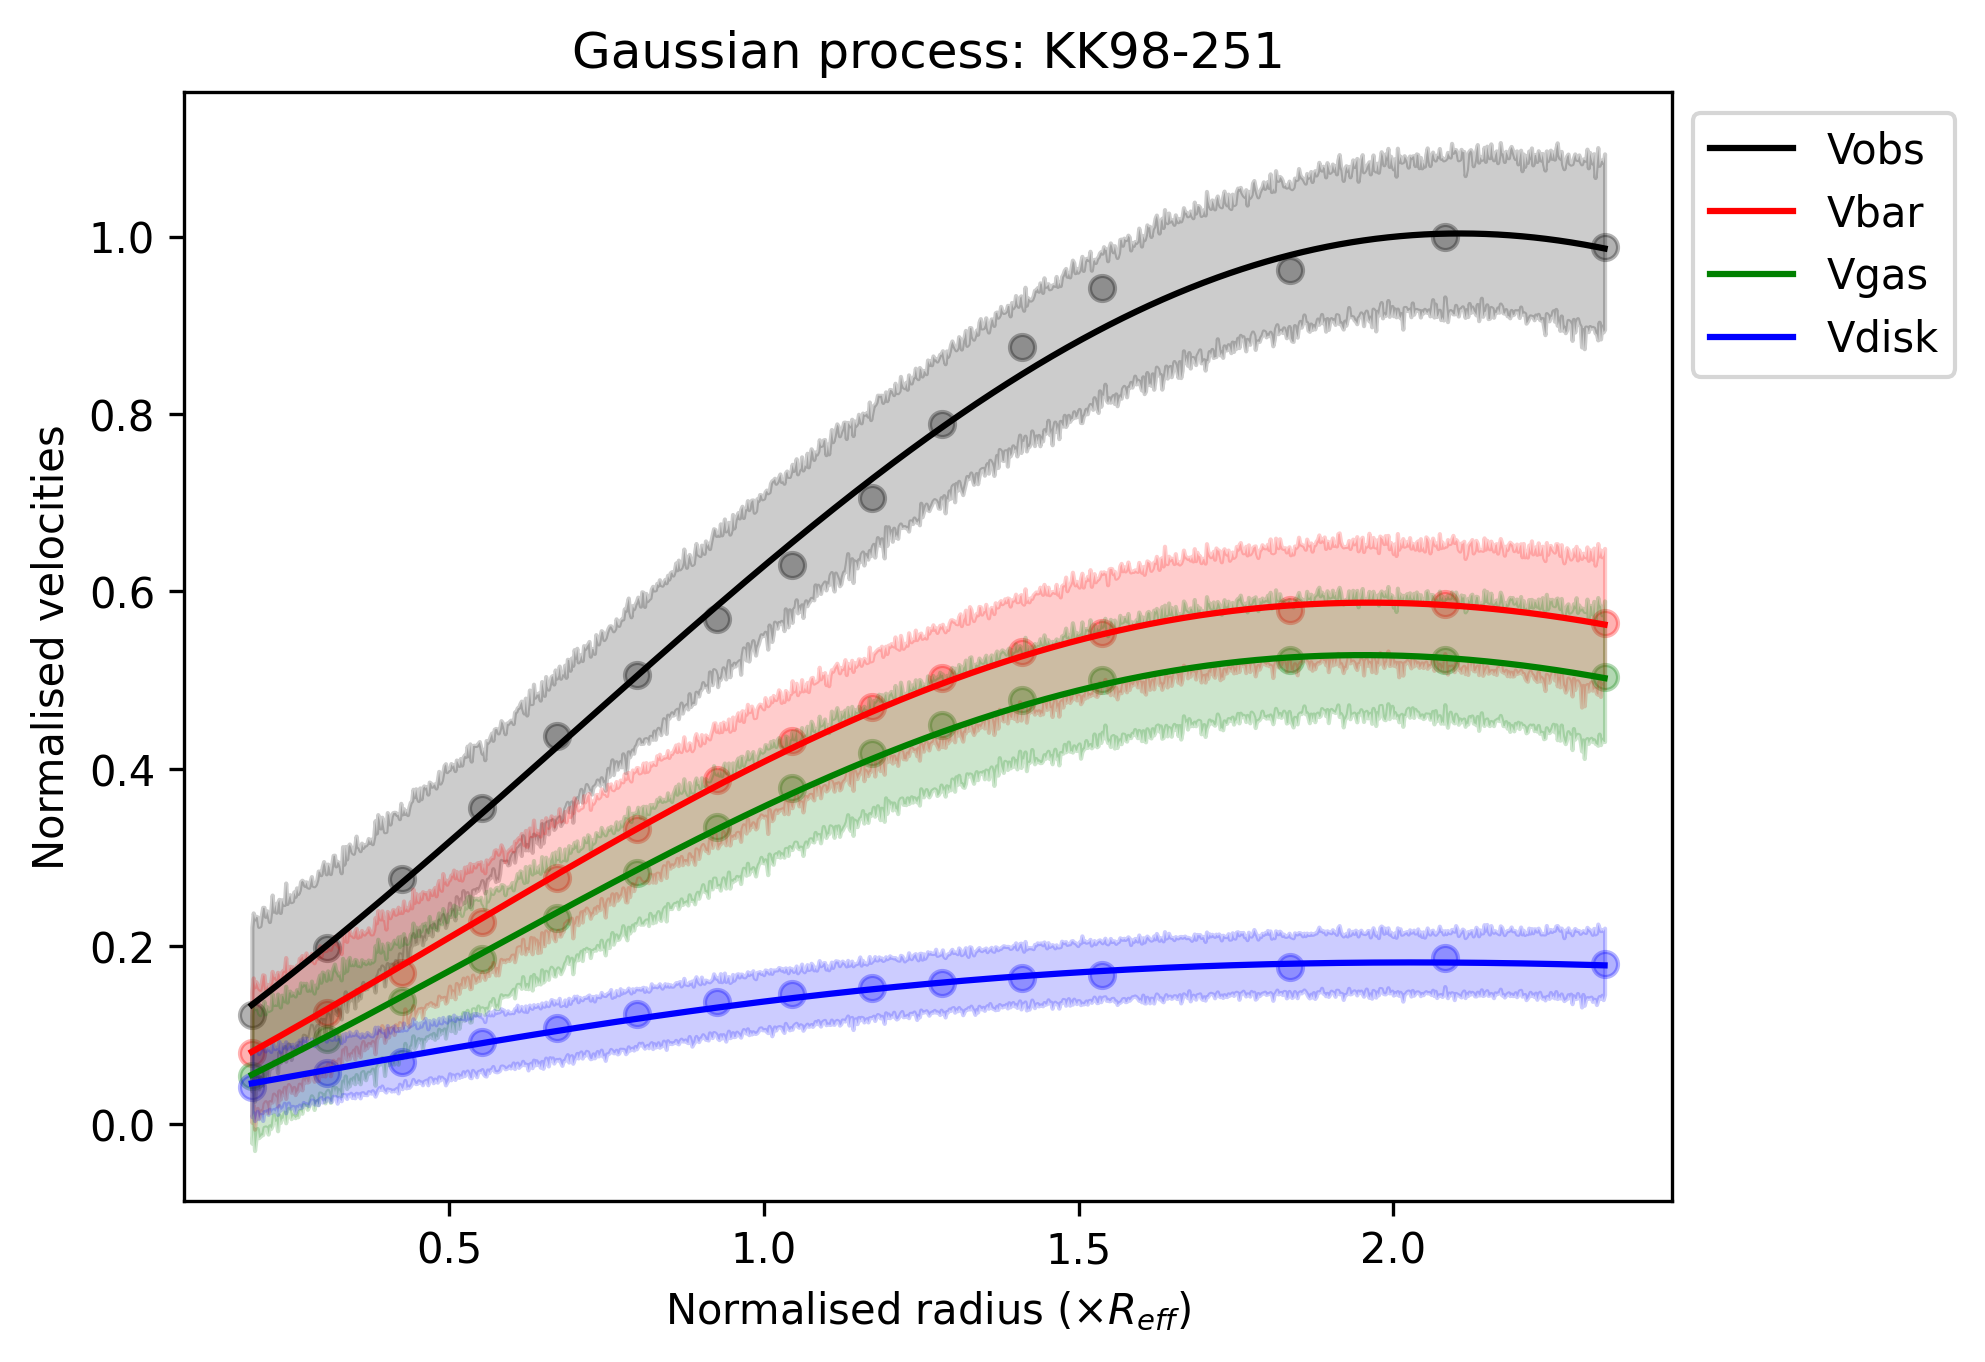 Gaussian process: KK98-251
Vobs
Vbar
Vgas
Vdisk
Normalised velocities
1.0
0.8
0.6
0.4
0.2
0.0
0.5 1.0 1.5 2.0
Normalised radius (×R_eff)